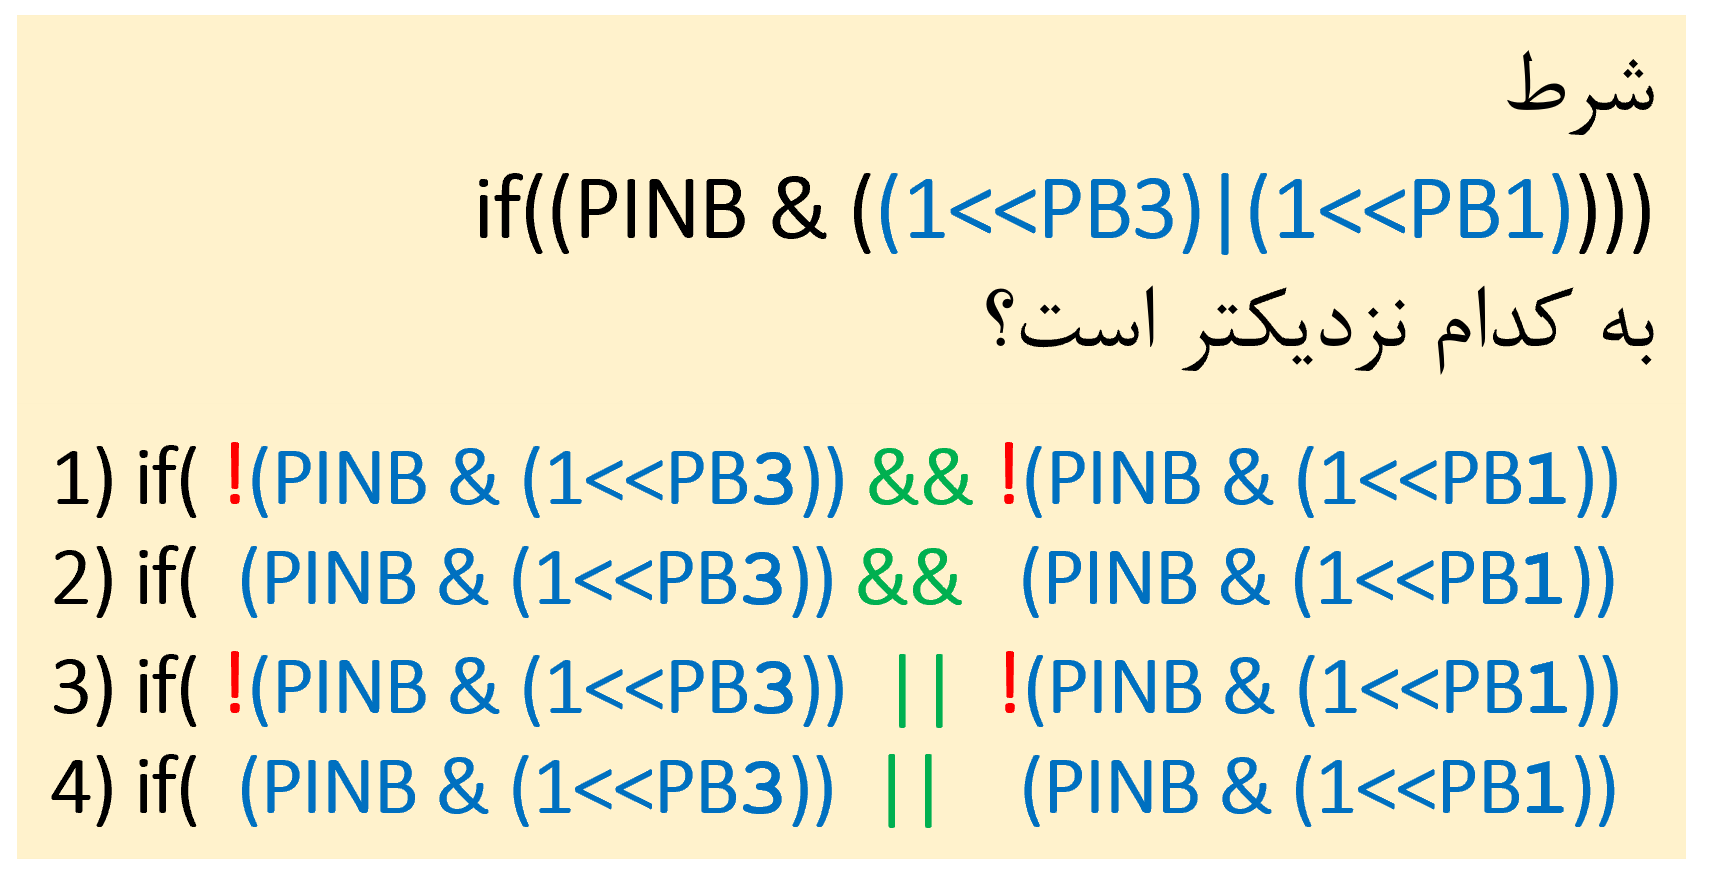 شرط
if((PINB & ((1<<PB3)|(1<<PB1))))
به کدام نزدیکتر است؟
1) if( !(PINB & (1<<PB3)) && !(PINB & (1<<PB1))
2) if( (PINB & (1<<PB3)) && (PINB & (1<<PB1))
3) if( !(PINB & (1<<PB3)) || !(PINB & (1<<PB1))
4) if( (PINB & (1<<PB3)) || (PINB & (1<<PB1))